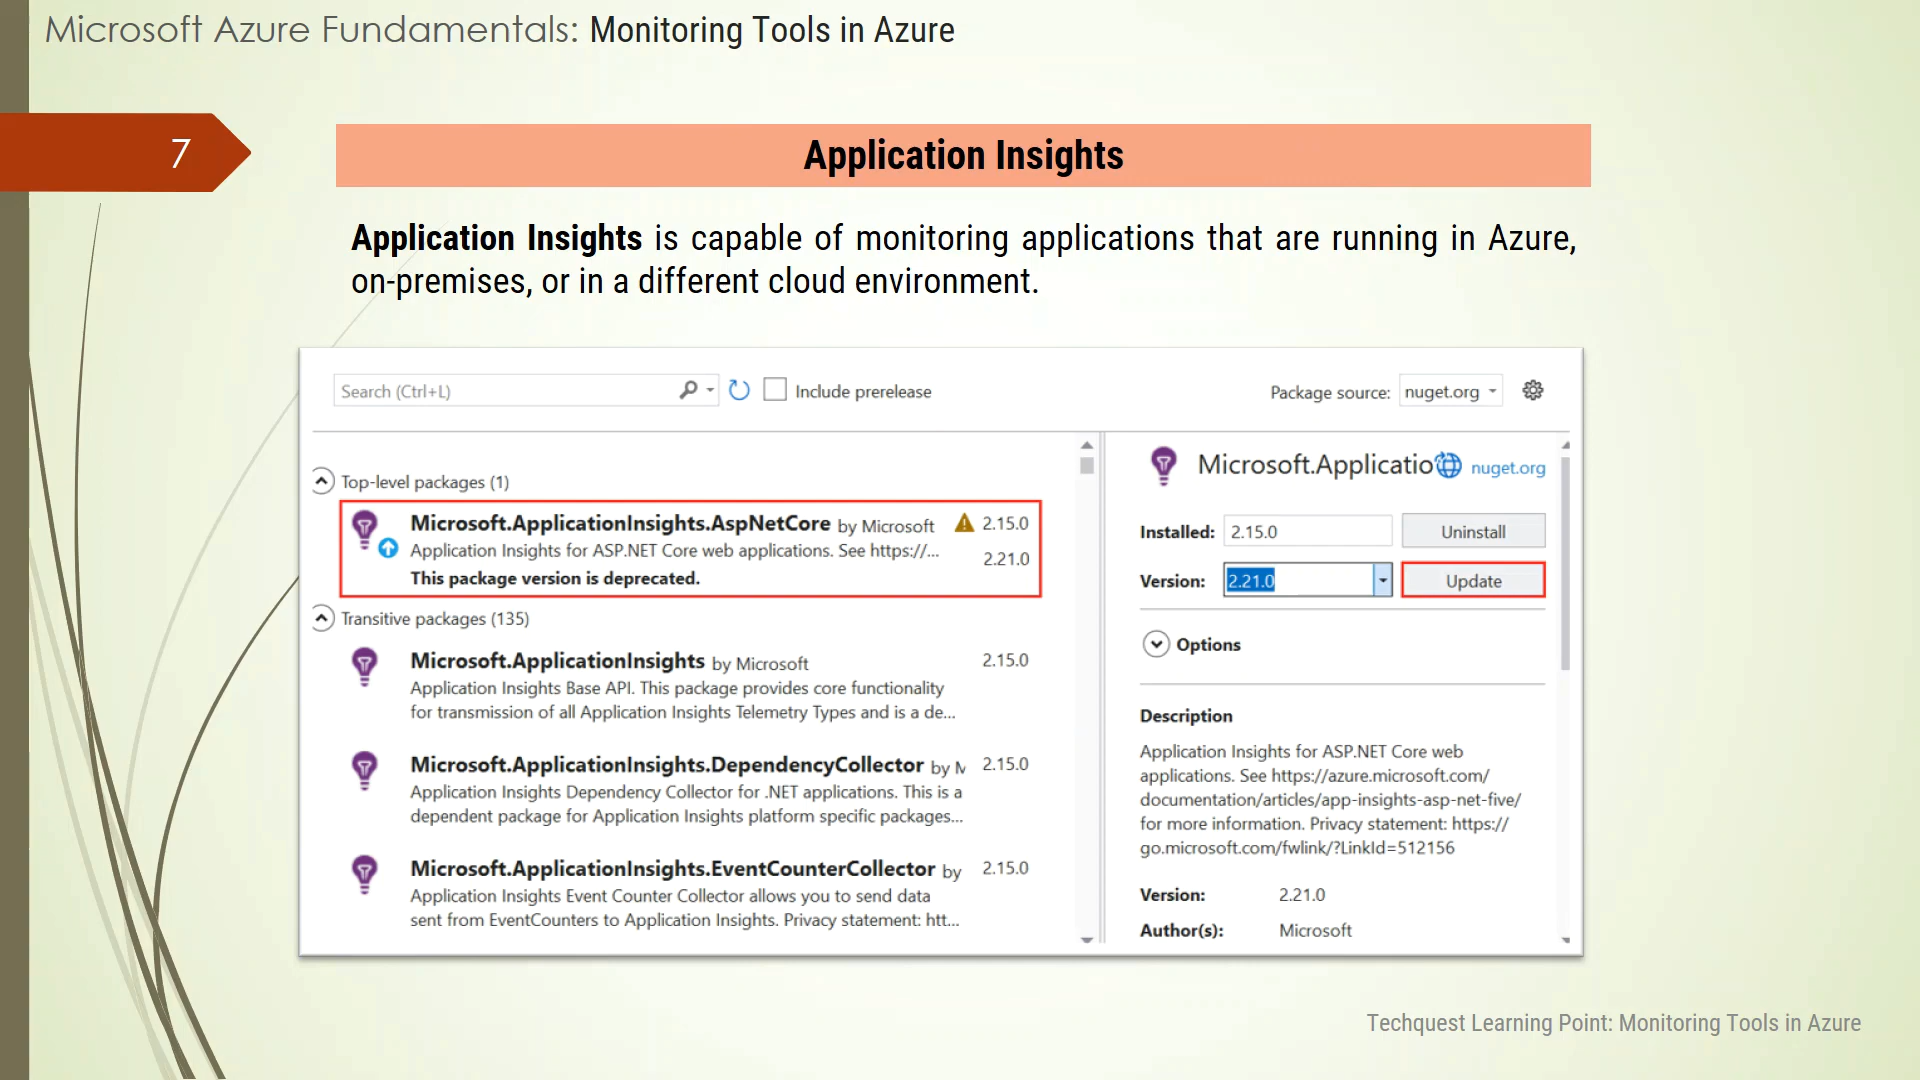 Microsoft Azure Fundamentals: Monitoring Tools in Azure
7
Application Insights
Application Insights is capable of monitoring applications that are running in Azure,
on-premises, or in a different cloud environment.
Search (Ctrl+L)
Include prerelease
Package source: nuget.org
Top-level packages (1)
Microsoft.ApplicationInsights.AspNetCore by Microsoft 2.15.0
Application Insights for ASP.NET Core web applications. See https://... 2.21.0
This package version is deprecated.
Transitive packages (135)
Microsoft.ApplicationInsights by Microsoft 2.15.0
Application Insights Base API. This package provides core functionality
for transmission of all Application Insights Telemetry Types and is a de...
Microsoft.ApplicationInsights.DependencyCollector by M 2.15.0
Application Insights Dependency Collector for .NET applications. This is a
dependent package for Application Insights platform specific packages...
Microsoft.ApplicationInsights.EventCounterCollector by 2.15.0
Application Insights Event Counter Collector allows you to send data
sent from EventCounters to Application Insights. Privacy statement: htt...
Microsoft.Applicatio nuget.org
Installed: 2.15.0 Uninstall
Version: 2.21.0 Update
Options
Description
Application Insights for ASP.NET Core web
applications. See https://azure.microsoft.com/
documentation/articles/app-insights-asp-net-five/
for more information. Privacy statement: https://
go.microsoft.com/fwlink/?LinkId=512156
Version: 2.21.0
Author(s): Microsoft
Techquest Learning Point: Monitoring Tools in Azure